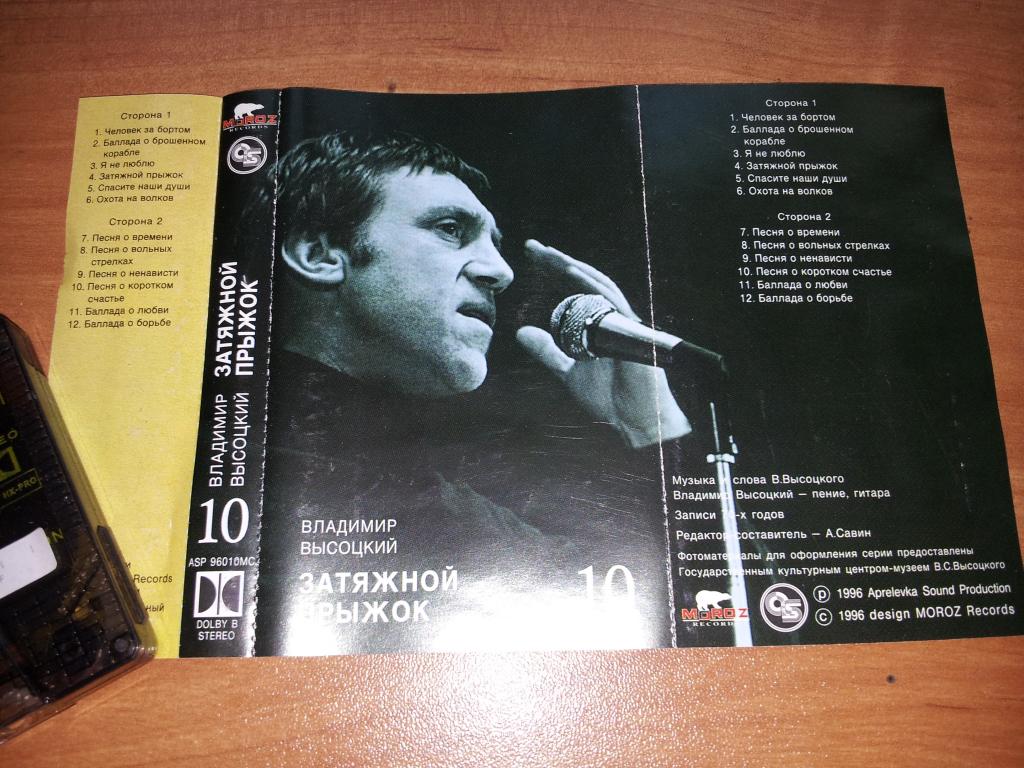 Сторона 1
1. Человек за бортом
2. Баллада о брошенном
корабле
3. Я не люблю
4. Затяжной прыжок
5. Спасите наши души
6. Охота на волков
Сторона 2
7. Песня о времени
8. Песня о вольных
стрелках
9. Песня о ненависти
10. Песня о коротком
счастье
11. Баллада о любви
12. Баллада о борьбе
Records
ный
HX-PRO
MOROZ
RECORDS
ВЛАДИМИР
ВЫСОЦКИЙ
ЗАТЯЖНОЙ
ПРЫЖОК
10
ASP 96010MC
DOLBY B
STEREO
ВЛАДИМИР
ВЫСОЦКИЙ
ЗАТЯЖНОЙ
ПРЫЖОК
10
Сторона 1
1. Человек за бортом
2. Баллада о брошенном
корабле
3. Я не люблю
4. Затяжной прыжок
5. Спасите наши души
6. Охота на волков
Сторона 2
7. Песня о времени
8. Песня о вольных стрелках
9. Песня о ненависти
10. Песня о коротком счастье
11. Баллада о любви
12. Баллада о борьбе
Музыка и слова В.Высоцкого
Владимир Высоцкий — пение, гитара
Записи -х годов
Редактор-составитель — А.Савин
Фотоматериалы для оформления серии предоставлены
Государственным культурным центром-музеем В.С.Высоцкого
MOROZ
RECORDS
℗ 1996 Aprelevka Sound Production
© 1996 design MOROZ Records